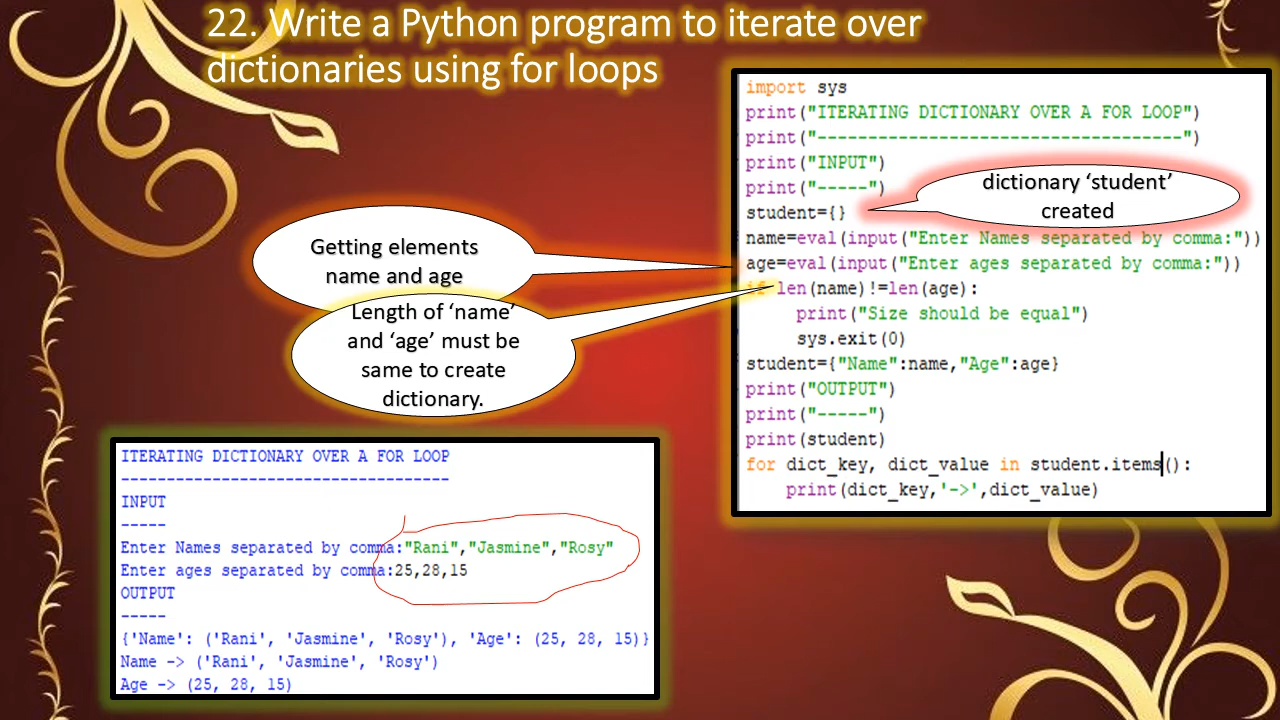 22. Write a Python program to iterate over
dictionaries using for loops
import sys
print("ITERATING DICTIONARY OVER A FOR LOOP")
print("------------------------------------")
print("INPUT")
print("-----")
student={}
name=eval(input("Enter Names separated by comma:"))
age=eval(input("Enter ages separated by comma:"))
if len(name)!=len(age):
    print("Size should be equal")
    sys.exit(0)
student={"Name":name,"Age":age}
print("OUTPUT")
print("-----")
print(student)
for dict_key, dict_value in student.items():
    print(dict_key,'->',dict_value)
dictionary ‘student’
created
Getting elements
name and age
Length of ‘name’
and ‘age’ must be
same to create
dictionary.
ITERATING DICTIONARY OVER A FOR LOOP
------------------------------------
INPUT
-----
Enter Names separated by comma:"Rani","Jasmine","Rosy"
Enter ages separated by comma:25,28,15
OUTPUT
-----
{'Name': ('Rani', 'Jasmine', 'Rosy'), 'Age': (25, 28, 15)}
Name -> ('Rani', 'Jasmine', 'Rosy')
Age -> (25, 28, 15)